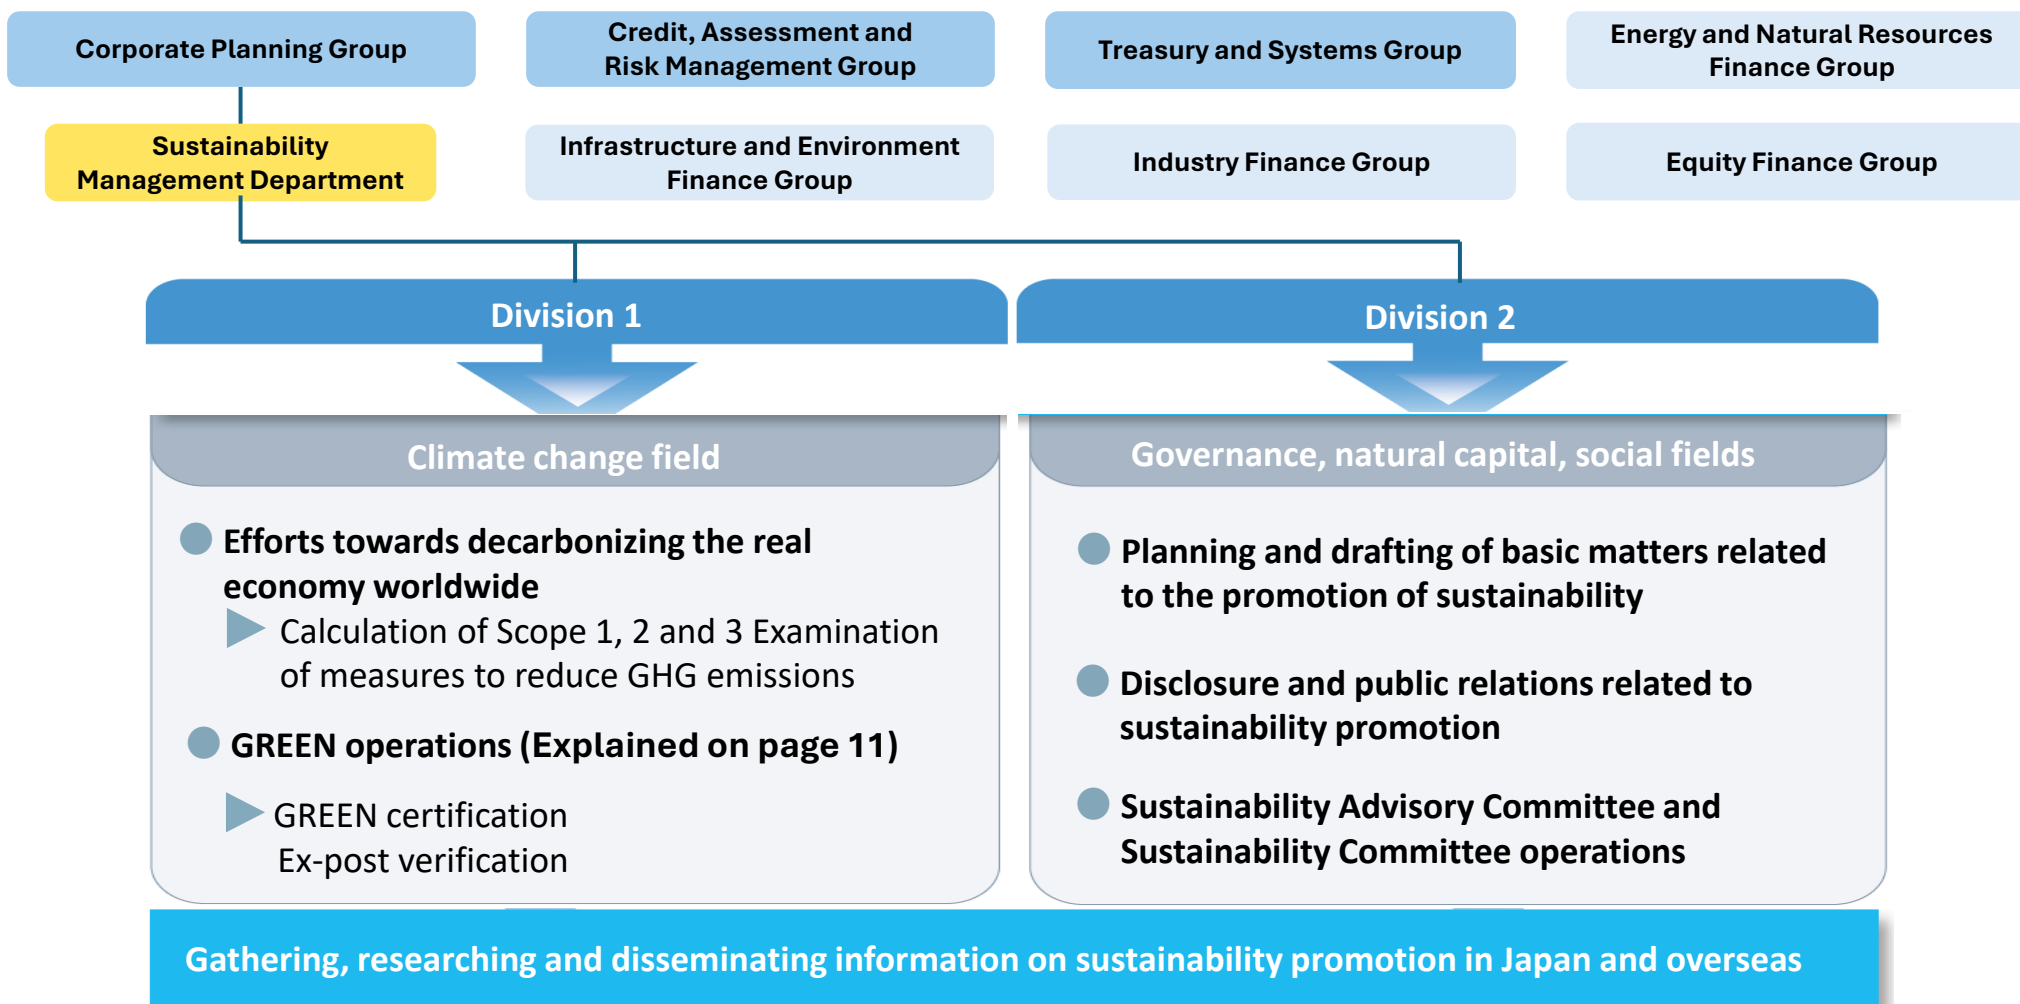 Corporate Planning Group
Credit, Assessment and
Risk Management Group
Treasury and Systems Group
Energy and Natural Resources
Finance Group
Sustainability
Management Department
Infrastructure and Environment
Finance Group
Industry Finance Group
Equity Finance Group
Division 1
Climate change field
Efforts towards decarbonizing the real
economy worldwide
Calculation of Scope 1, 2 and 3 Examination
of measures to reduce GHG emissions
GREEN operations (Explained on page 11)
GREEN certification
Ex-post verification
Division 2
Governance, natural capital, social fields
Planning and drafting of basic matters related
to the promotion of sustainability
Disclosure and public relations related to
sustainability promotion
Sustainability Advisory Committee and
Sustainability Committee operations
Gathering, researching and disseminating information on sustainability promotion in Japan and overseas